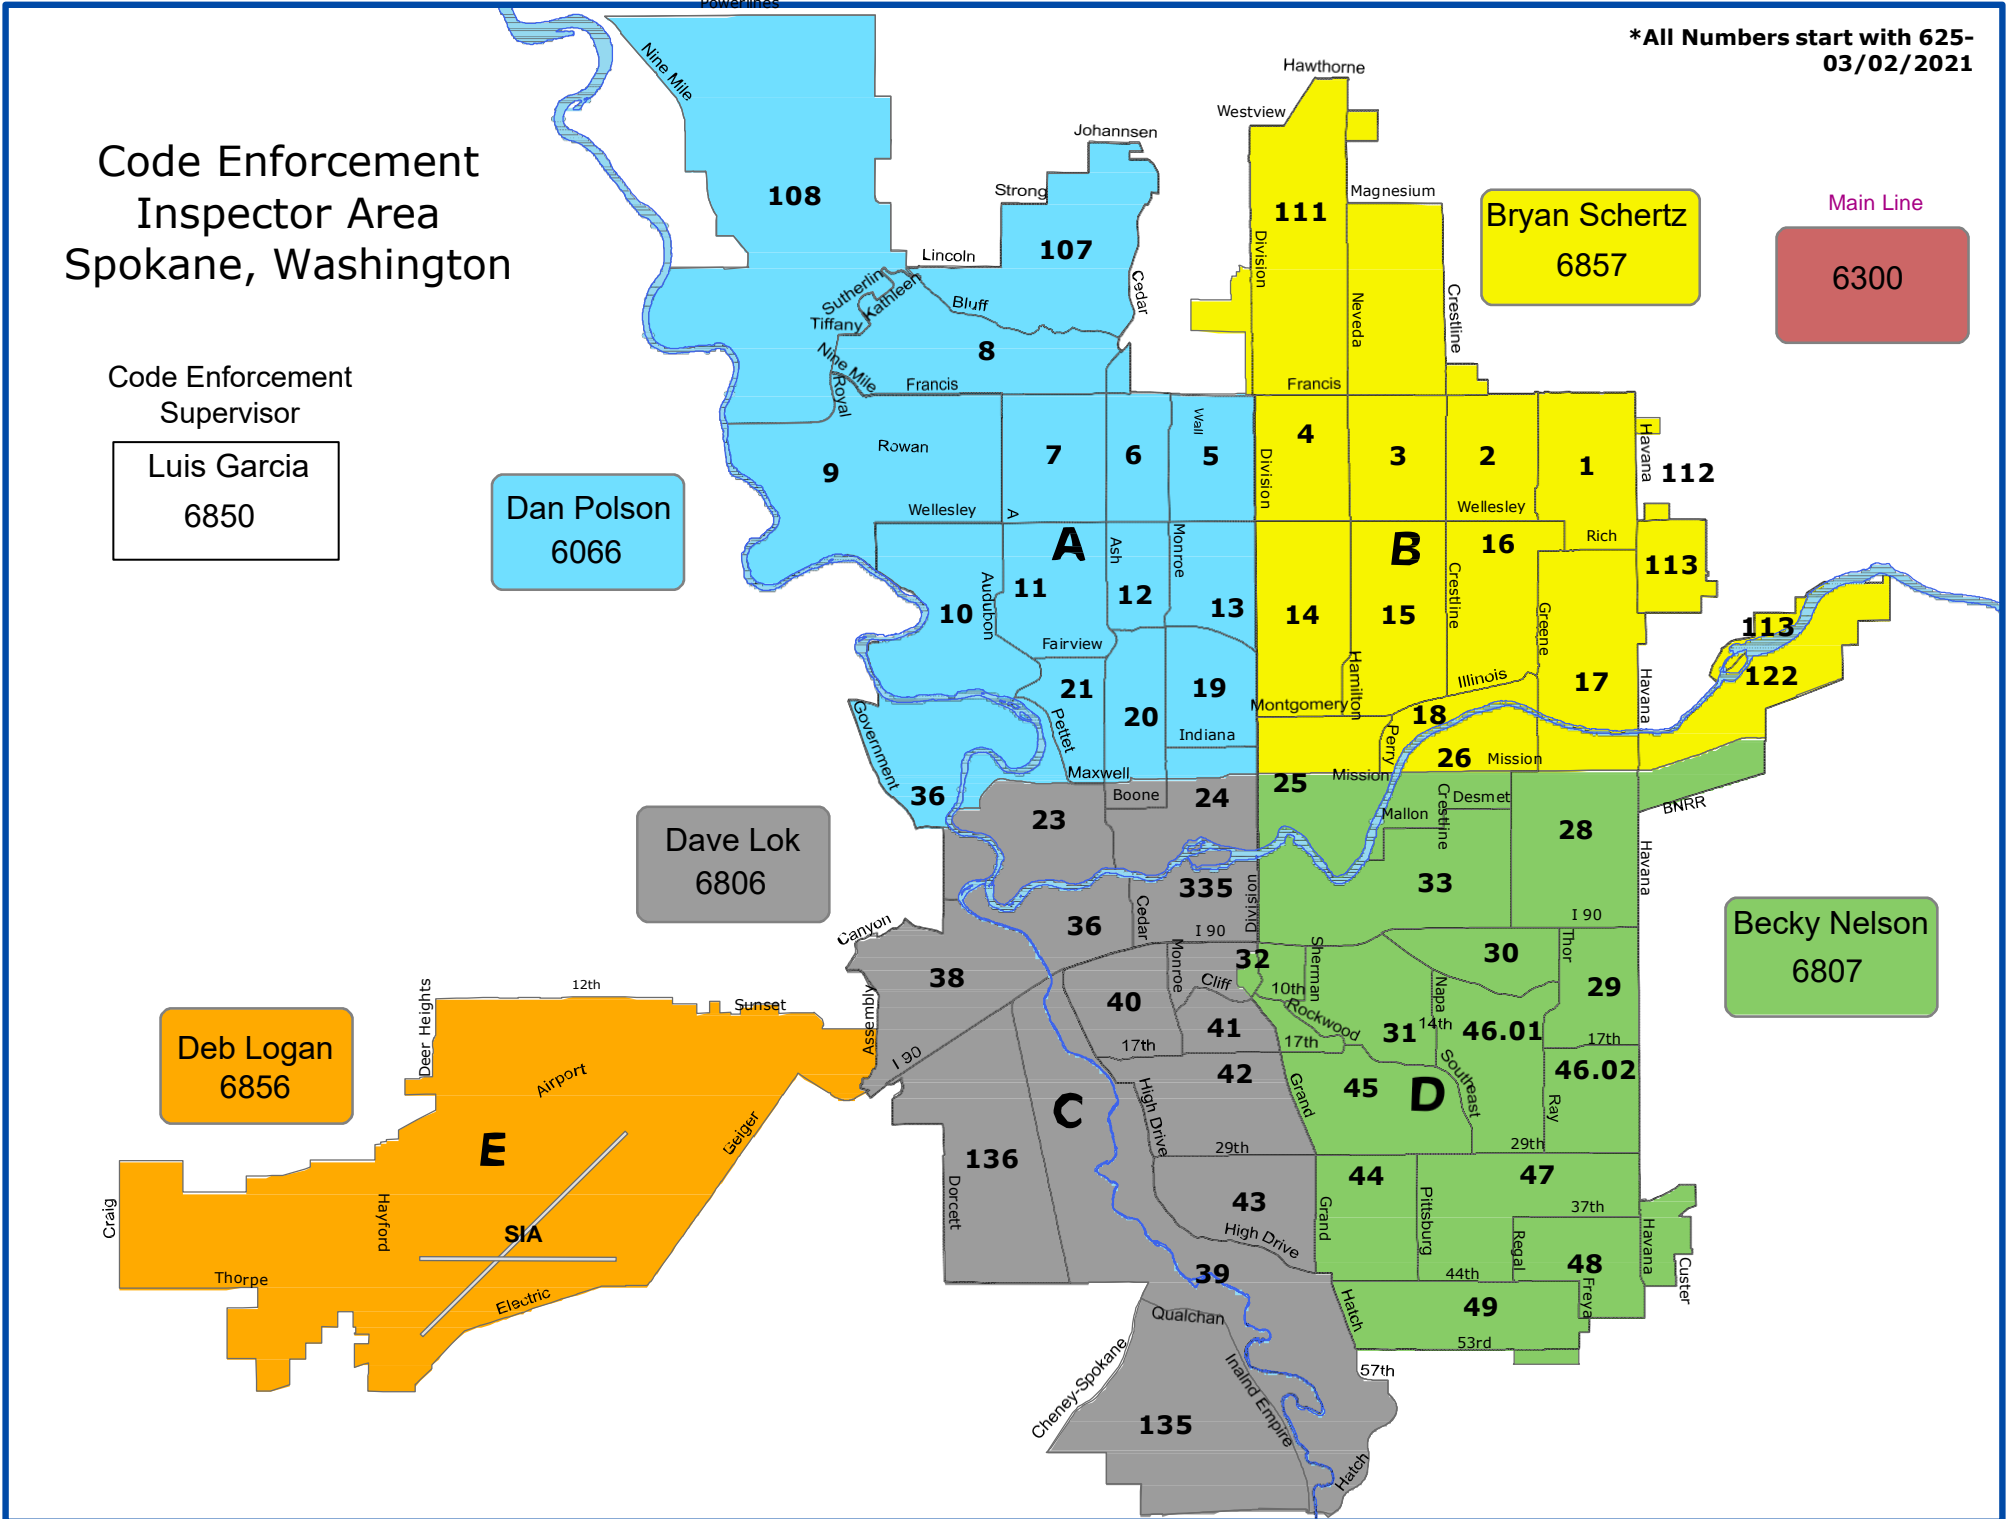 Powerlines
*All Numbers start with 625-
03/02/2021
Code Enforcement
Inspector Area
Spokane, Washington
Code Enforcement
Supervisor
Luis Garcia
6850
Dan Polson
6066
Bryan Schertz
6857
Main Line
6300
Dave Lok
6806
Becky Nelson
6807
Deb Logan
6856
Nine Mile
108
Johannsen
Strong
107
Lincoln
Cedar
Sutherlin
Kathleen
Bluff
Tiffany
Nine Mile
Royal
8
Francis
Hawthorne
Westview
Magnesium
111
Division
Neveda
Crestline
Francis
Rowan
9
7
6
5
Wall
Wellesley
A
4
3
2
1
Division
Wellesley
Havana
112
A
Ash
Monroe
B
16
Rich
113
10
Audubon
11
12
13
14
15
Crestline
Greene
Fairview
Hamilton
Illinois
17
Havana
113
122
21
20
19
Pettet
Montgomery
18
Perry
Indiana
26
Mission
Government
36
Maxwell
Boone
Mission
23
24
25
Mallon
Crestline
Desmet
28
BNRR
Havana
33
335
Division
I 90
Cedar
36
I 90
Canyon
38
Assembly
I 90
Monroe
Cliff
32
Sherman
10th
Rockwood
17th
40
41
17th
30
Thor
29
Napa
31
14th
46.01
17th
46.02
Southeast
Ray
29th
42
Grand
45
D
C
High Drive
29th
136
Dorcett
43
High Drive
44
Grand
Pittsburg
47
37th
Regal
48
Havana
Custer
44th
Freya
49
Hatch
53rd
57th
39
Qualchan
Inalnd Empire
Cheney-Spokane
135
Hatch
12th
Sunset
Deer Heights
Airport
Geiger
E
SIA
Craig
Hayford
Thorpe
Electric